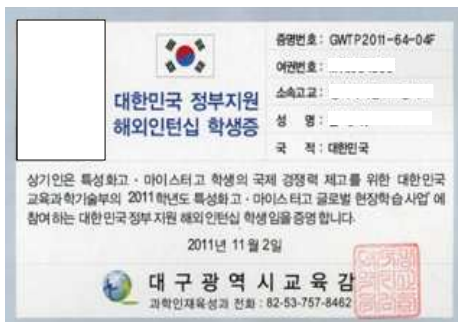 증명번호: GWTP2011-64-04F
여권번호:
소속고교:
성 명:
국 적: 대한민국
대한민국 정부지원
해외인턴십 학생증
상기인은 특성화고·마이스터고 학생의 국제 경쟁력 제고를 위한 대한민국
교육과학기술부의 2011학년도 특성화고·마이스터고 글로벌 현장학습사업'에
참여하는 대한민국정부 지원 해외인턴십 학생임을 증명합니다.
2011년 11월 2일
대구광역시교육감
과학인재육성과 전화: 82-53-757-8462